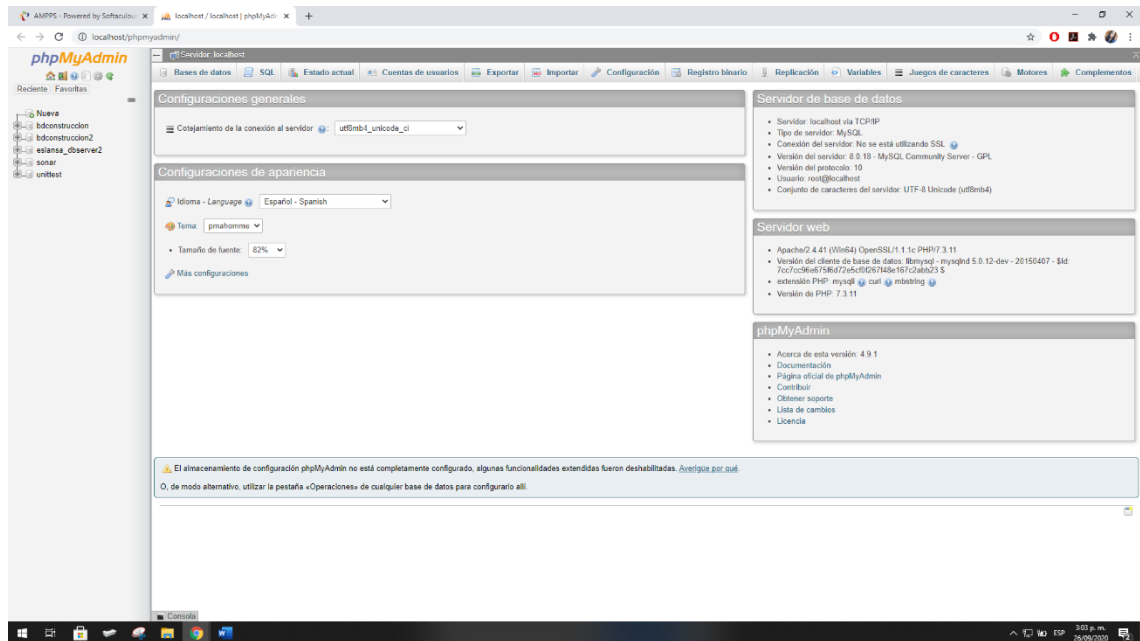 AMPPS - Powered by Softaculou
localhost / localhost | phpMyAdr
localhost/phpmyadmin/
phpMyAdmin
Reciente Favoritas
Nueva
bdconstruccion
bdconstruccion2
eslansa_dbserver2
sonar
unittest
Servidor: localhost
Bases de datos SQL Estado actual Cuentas de usuarios Exportar Importar Configuración Registro binario Replicación Variables Juegos de caracteres Motores Complementos
Configuraciones generales
Cotejamiento de la conexión al servidor : utf8mb4_unicode_ci
Configuraciones de apariencia
Idioma - Language Español - Spanish
Tema: pmahomme
• Tamaño de fuente: 82%
Más configuraciones
Servidor de base de datos
• Servidor: localhost via TCP/IP
• Tipo de servidor: MySQL
• Conexión del servidor: No se está utilizando SSL
• Versión del servidor: 8.0.18 - MySQL Community Server - GPL
• Versión del protocolo: 10
• Usuario: root@localhost
• Conjunto de caracteres del servidor: UTF-8 Unicode (utf8mb4)
Servidor web
• Apache/2.4.41 (Win64) OpenSSL/1.1.1c PHP/7.3.11
• Versión del cliente de base de datos: libmysql - mysqlnd 5.0.12-dev - 20150407 - $Id:
7cc7cc96e675f6d72e5cf0f267f48e167c2abb23 $
• extensión PHP: mysqli curl mbstring
• Versión de PHP: 7.3.11
phpMyAdmin
• Acerca de esta versión: 4.9.1
• Documentación
• Página oficial de phpMyAdmin
• Contribuir
• Obtener soporte
• Lista de cambios
• Licencia
El almacenamiento de configuración phpMyAdmin no está completamente configurado, algunas funcionalidades extendidas fueron deshabilitadas. Averigüe por qué.
O, de modo alternativo, utilizar la pestaña «Operaciones» de cualquier base de datos para configurarlo allí.
Consola
ESP
3:03 p. m.
26/09/2020